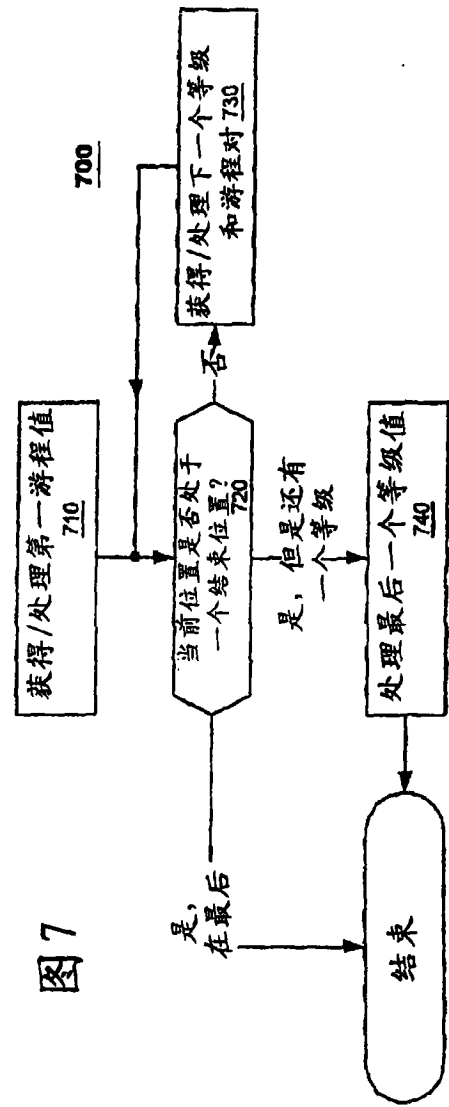 图 7
700
获得/处理第一游程值
710
当前位置是否处于
一个结束位置?
720
否
获得/处理下一个等级
和游程对 730
是，但是还有
一个等级
处理最后一个等级值
740
是，
在最后
结束